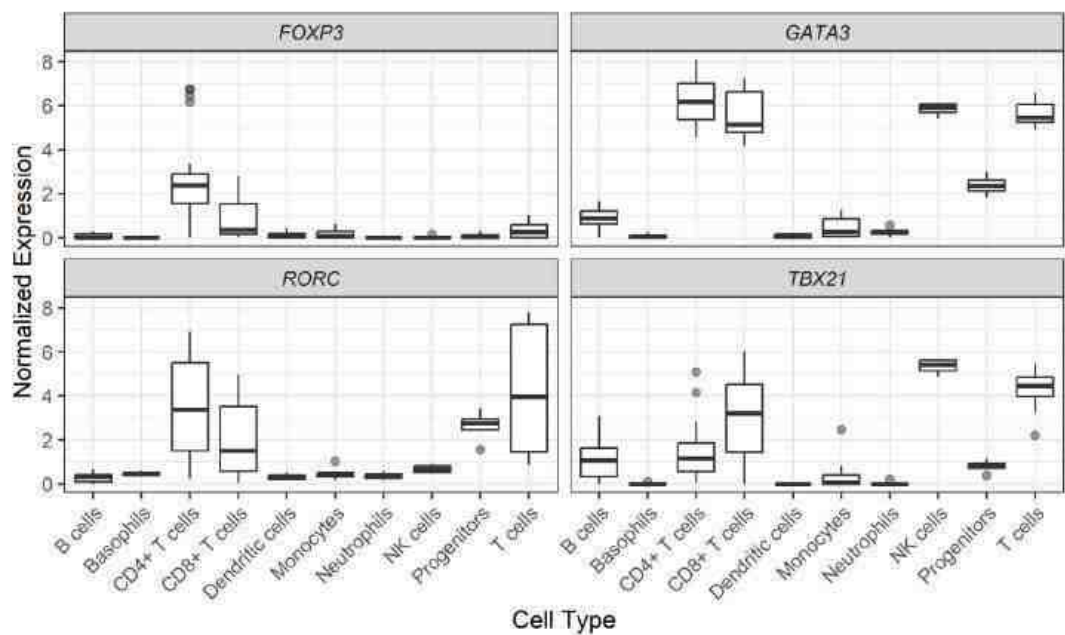 FOXP3 GATA3
8
6
4
2
0
RORC TBX21
8
6
4
2
0
Normalized Expression
B cells Basophils CD4+ T cells CD8+ T cells Dendritic cells Monocytes Neutrophils NK cells Progenitors T cells
B cells Basophils CD4+ T cells CD8+ T cells Dendritic cells Monocytes Neutrophils NK cells Progenitors T cells
Cell Type